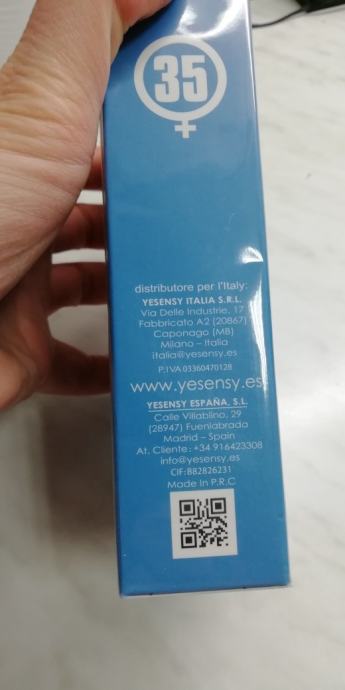 35
distributore per l'Italy:
YESENSY ITALIA S.R.L.
Via Delle Industrie, 17
Fabbricato A2 (20867)
Caponago (MB)
Milano – Italia
italia@yesensy.es
P.IVA 03360470128
www.yesensy.es
YESENSY ESPAÑA, S.L.
Calle Villablino, 29
(28947) Fuenlabrada
Madrid – Spain
At. Cliente: +34 916423308
info@yesensy.es
CIF: B82826231
Made in P.R.C